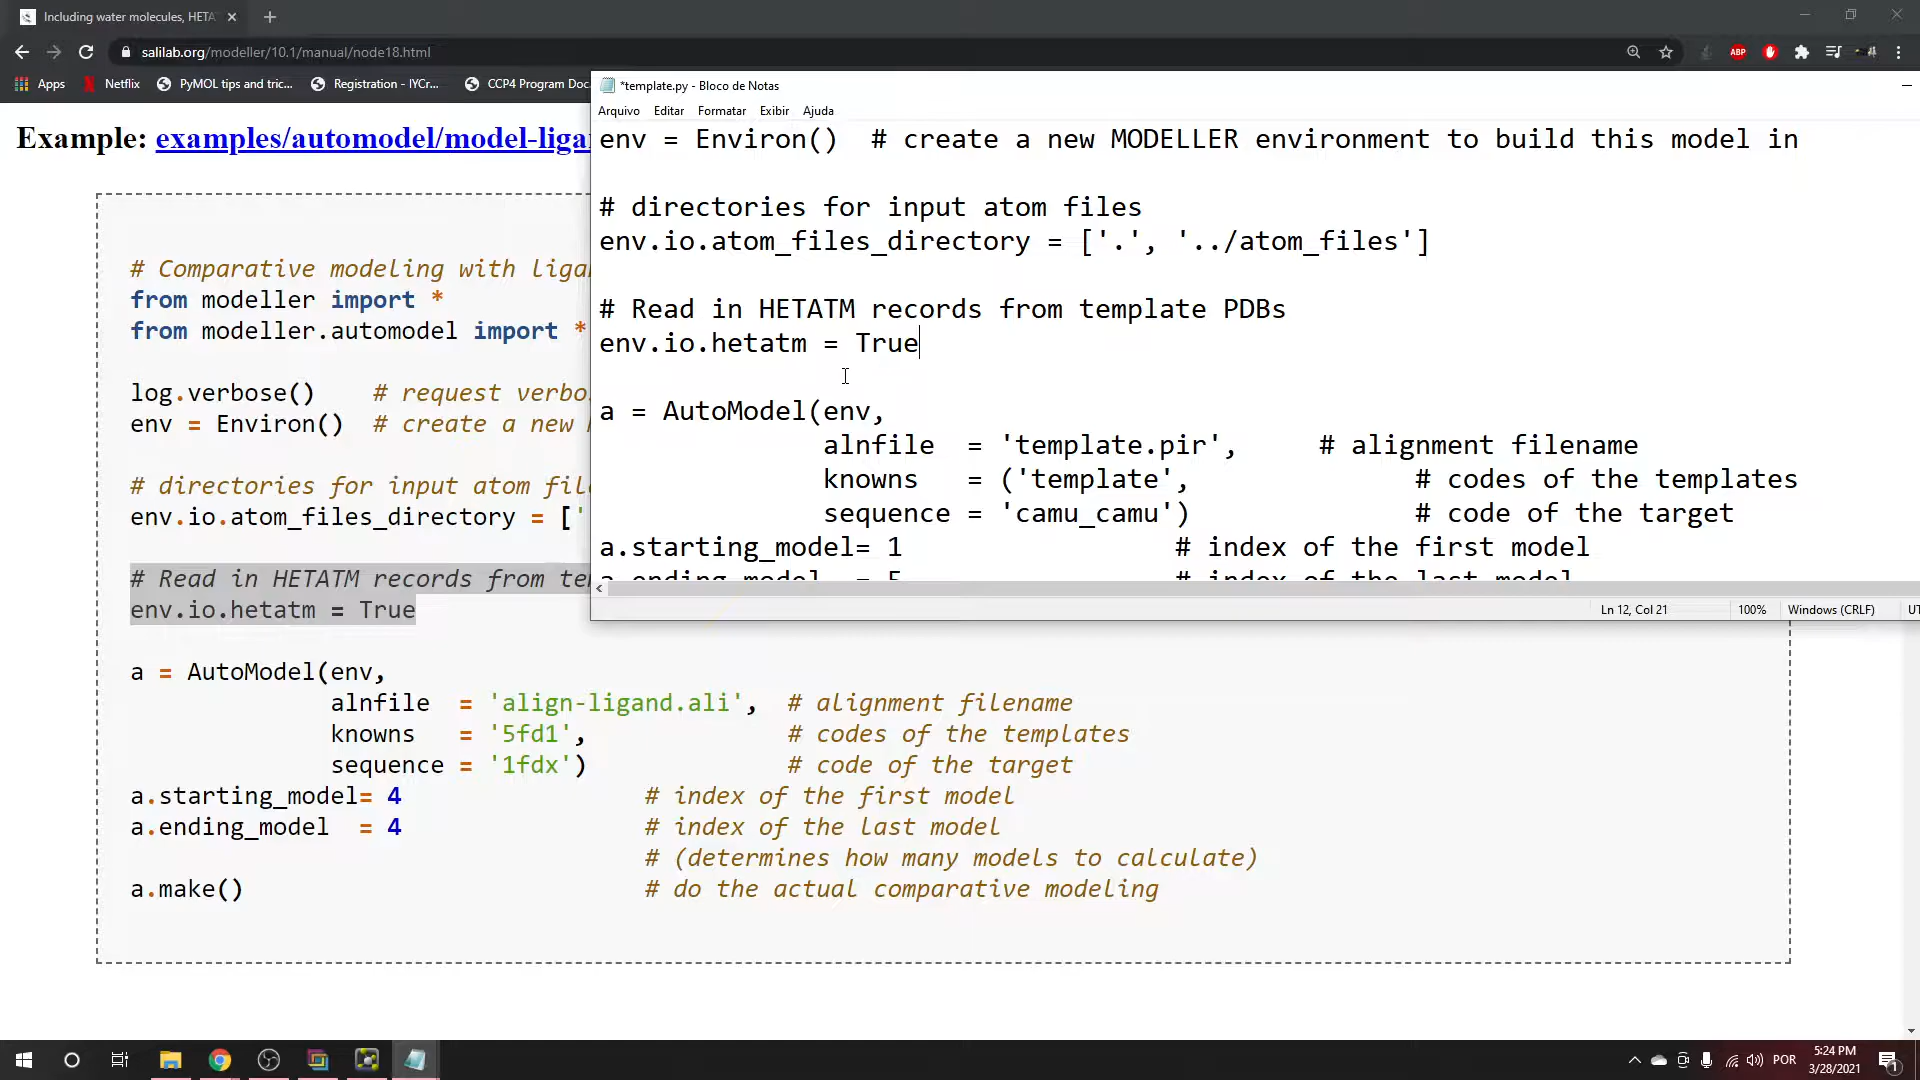 Including water molecules, HETA
salilab.org/modeller/10.1/manual/node18.html
ABP
Apps
Netflix
PyMOL tips and tric...
Registration - IYCr...
CCP4 Program Doc
*template.py - Bloco de Notas
Arquivo Editar Formatar Exibir Ajuda
Example: examples/automodel/model-liga
# Comparative modeling with liga
from modeller import *
from modeller.automodel import *
log.verbose() # request verbo
env = Environ() # create a new
# directories for input atom fil
env.io.atom_files_directory = ['
# Read in HETATM records from te
env.io.hetatm = True
a = AutoModel(env,
alnfile = 'align-ligand.ali', # alignment filename
knowns = '5fd1', # codes of the templates
sequence = '1fdx') # code of the target
a.starting_model= 4 # index of the first model
a.ending_model = 4 # index of the last model
# (determines how many models to calculate)
a.make() # do the actual comparative modeling
env = Environ() # create a new MODELLER environment to build this model in
# directories for input atom files
env.io.atom_files_directory = ['.', '../atom_files']
# Read in HETATM records from template PDBs
env.io.hetatm = True
a = AutoModel(env,
alnfile = 'template.pir', # alignment filename
knowns = ('template', # codes of the templates
sequence = 'camu_camu') # code of the target
a.starting_model= 1 # index of the first model
a.ending_model = 5 # index of the last model
Ln 12, Col 21
100%
Windows (CRLF)
UT
POR
5:24 PM
3/28/2021
1